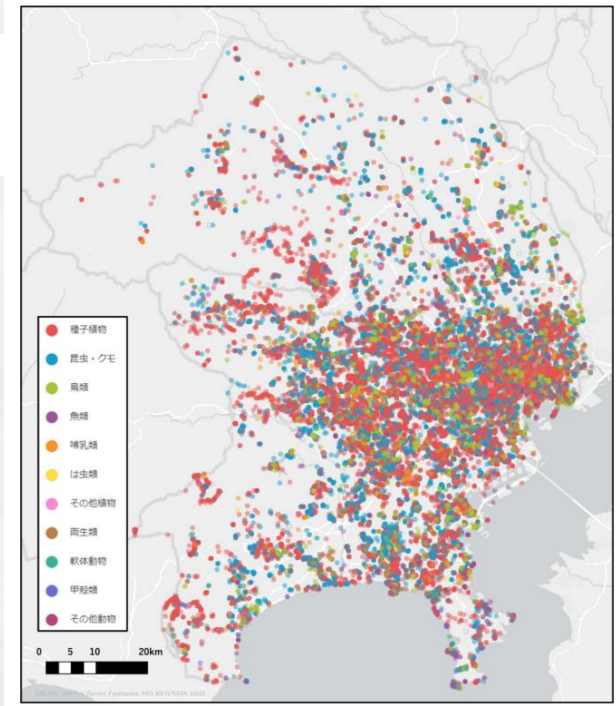 種子植物
昆虫・クモ
鳥類
魚類
哺乳類
は虫類
その他植物
両生類
軟体動物
甲殻類
その他動物
0 5 10 20km